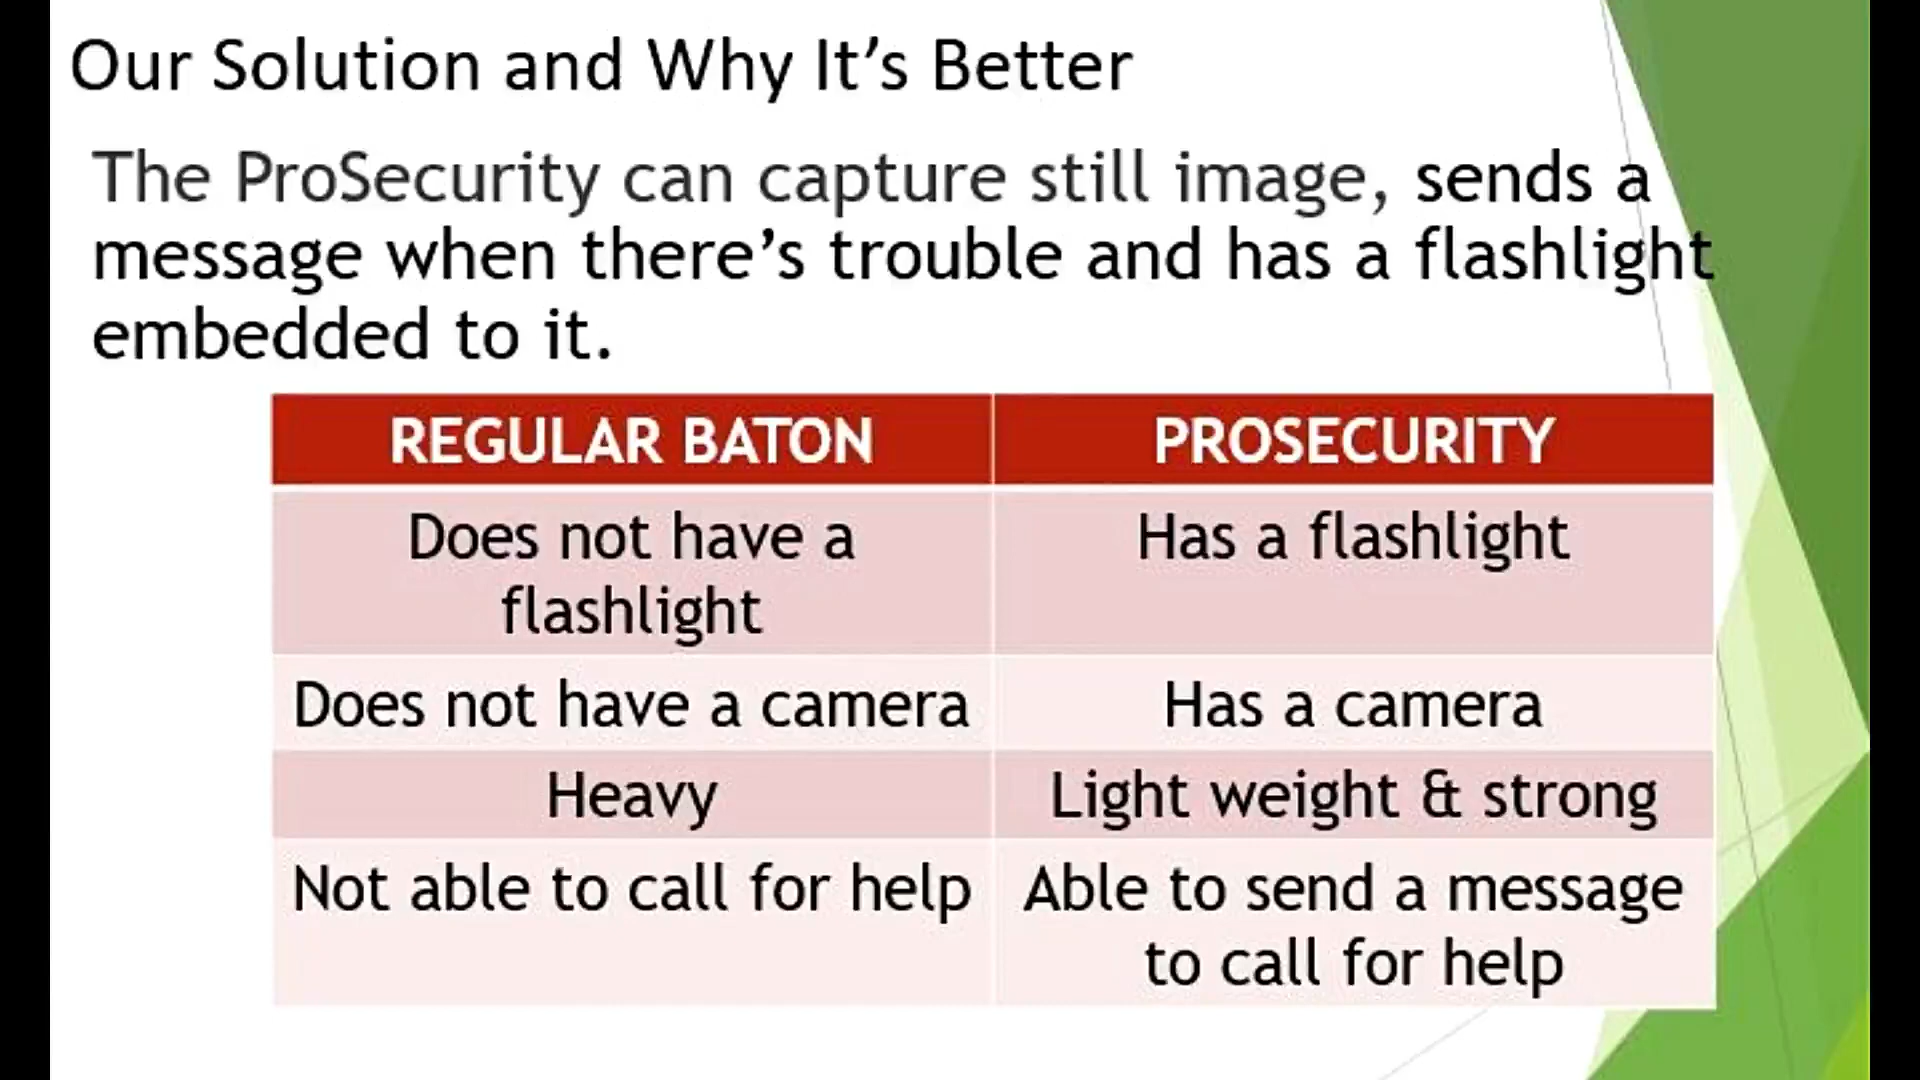 Our Solution and Why It’s Better
The ProSecurity can capture still image, sends a
message when there’s trouble and has a flashlight
embedded to it.
REGULAR BATON
PROSECURITY
Does not have a
flashlight
Has a flashlight
Does not have a camera
Has a camera
Heavy
Light weight & strong
Not able to call for help
Able to send a message
to call for help